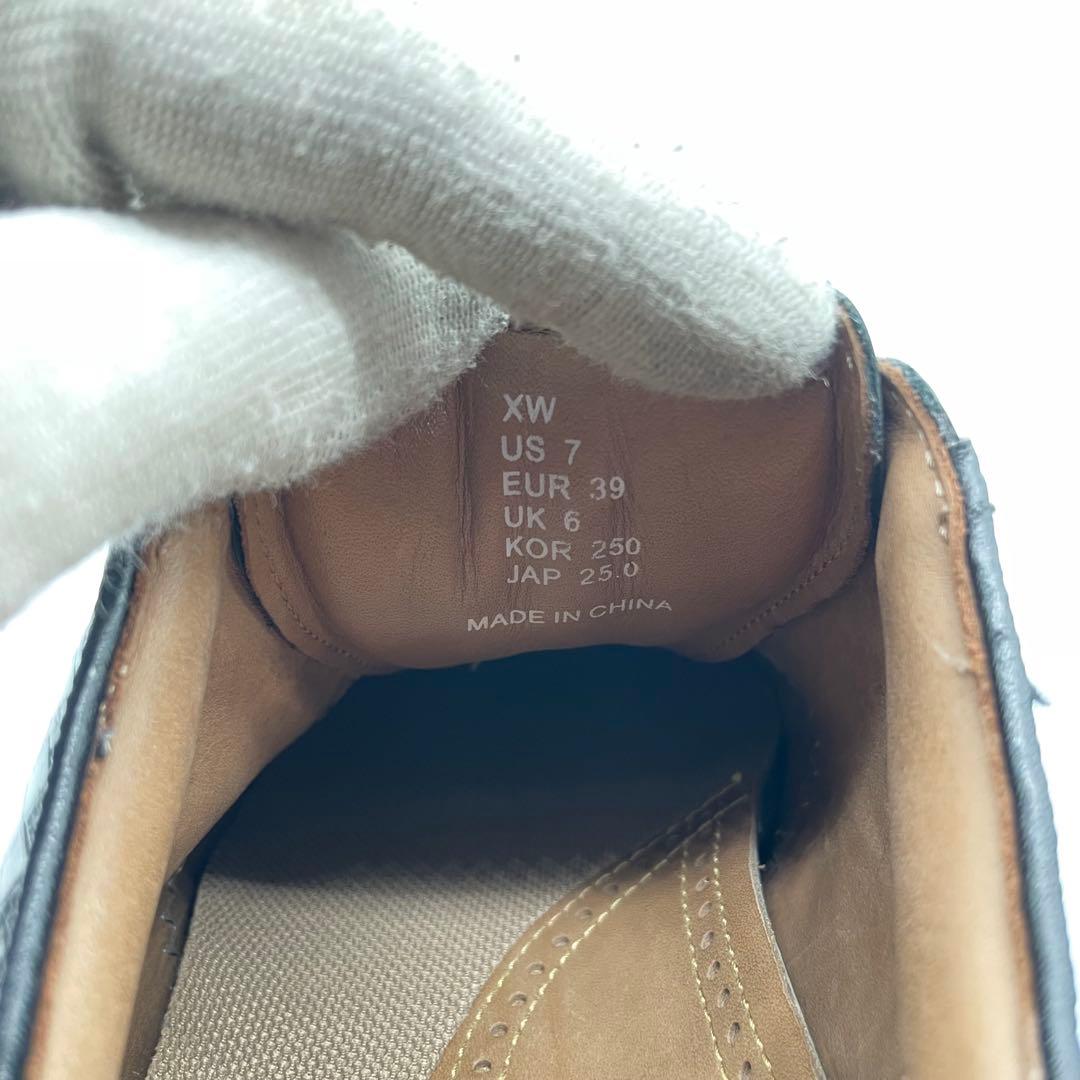 XW
US 7
EUR 39
UK 6
KOR 250
JAP 25.0
MADE IN CHINA